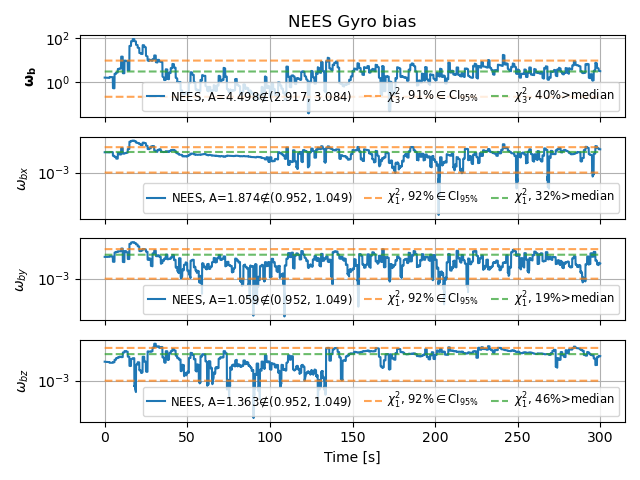 NEES Gyro bias
10²
10⁰
ω_b
NEES, A=4.498∉(2.917, 3.084) χ²₃, 91%∈CI₉₅% χ²₃, 40%>median
10⁻³
ω_bx
NEES, A=1.874∉(0.952, 1.049) χ²₁, 92%∈CI₉₅% χ²₁, 32%>median
10⁻³
ω_by
NEES, A=1.059∉(0.952, 1.049) χ²₁, 92%∈CI₉₅% χ²₁, 19%>median
10⁻³
ω_bz
NEES, A=1.363∉(0.952, 1.049) χ²₁, 92%∈CI₉₅% χ²₁, 46%>median
0 50 100 150 200 250 300
Time [s]